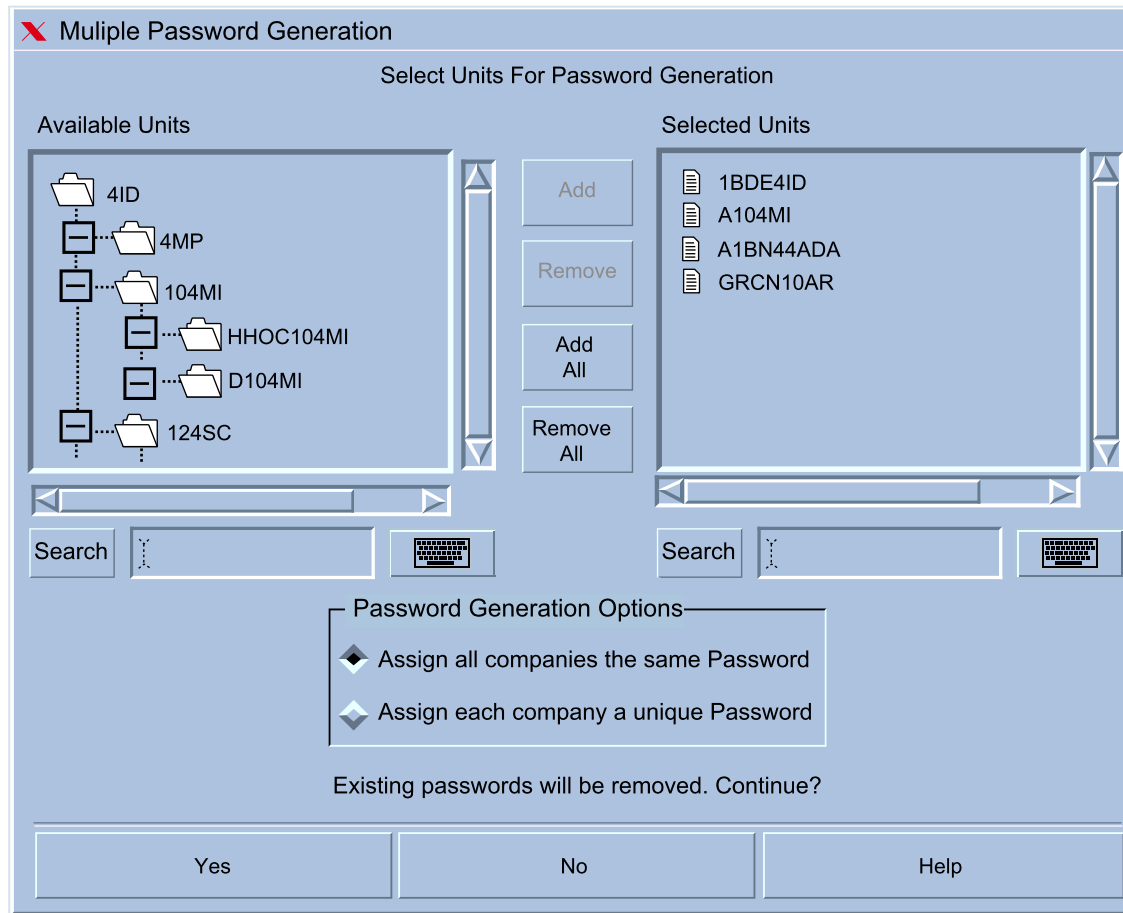 Muliple Password Generation
Select Units For Password Generation
Available Units
4ID
4MP
104MI
HHOC104MI
D104MI
124SC
Add
Remove
Add
All
Remove
All
Selected Units
1BDE4ID
A104MI
A1BN44ADA
GRCN10AR
Search
Search
Password Generation Options
Assign all companies the same Password
Assign each company a unique Password
Existing passwords will be removed. Continue?
Yes
No
Help